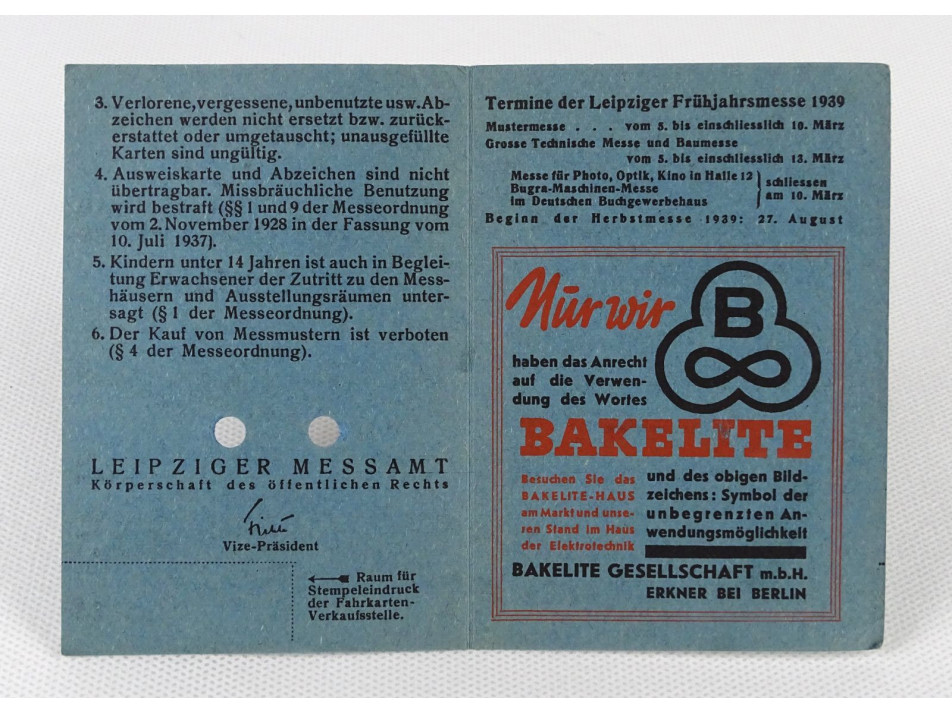 3. Verlorene, vergessene, unbenutzte usw. Ab-
zeichen werden nicht ersetzt bzw. zurück-
erstattet oder umgetauscht; unausgefüllte
Karten sind ungültig.
4. Ausweiskarte und Abzeichen sind nicht
übertragbar. Missbräuchliche Benutzung
wird bestraft (§§ 1 und 9 der Messeordnung
vom 2. November 1928 in der Fassung vom
10. Juli 1937).
5. Kindern unter 14 Jahren ist auch in Beglei-
tung Erwachsener der Zutritt zu den Mess-
häusern und Ausstellungsräumen unter-
sagt (§ 1 der Messeordnung).
6. Der Kauf von Messmustern ist verboten
(§ 4 der Messeordnung).
LEIPZIGER MESSAMT
Körperschaft des öffentlichen Rechts
Vize-Präsident
Raum für
Stempeleindruck
der Fahrkarten-
Verkaufsstelle.
Termine der Leipziger Frühjahrsmesse 1939
Mustermesse . . . vom 5. bis einschliesslich 10. März
Grosse Technische Messe und Baumesse
vom 5. bis einschliesslich 13. März
Messe für Photo, Optik, Kino in Halle 12
Bugra-Maschinen-Messe
im Deutschen Buchgewerbehaus
schliessen
am 10. März
Beginn der Herbstmesse 1939: 27. August
Nur wir
B
haben das Anrecht
auf die Verwen-
dung des Wortes
BAKELITE
Besuchen Sie das
BAKELITE-HAUS
am Markt und unse-
ren Stand im Haus
der Elektrotechnik
und des obigen Bild-
zeichens: Symbol der
unbegrenzten An-
wendungsmöglichkeit
BAKELITE GESELLSCHAFT m.b.H.
ERKNER BEI BERLIN